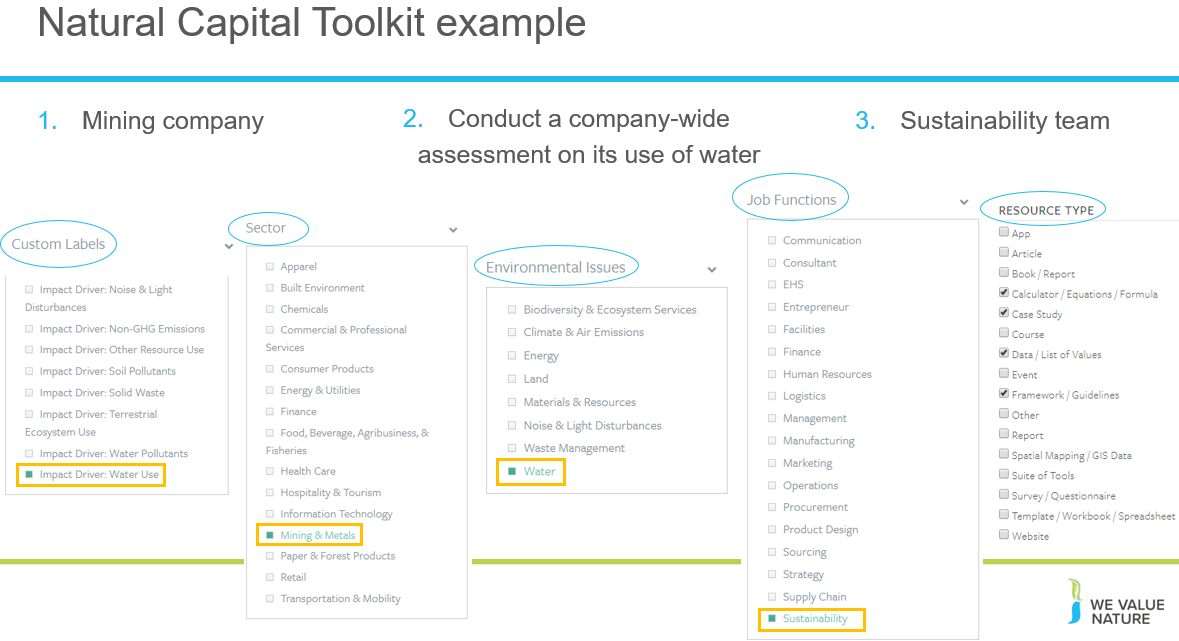 Natural Capital Toolkit example
1. Mining company
2. Conduct a company-wide
assessment on its use of water
3. Sustainability team
Custom Labels
Impact Driver: Noise & Light
Disturbances
Impact Driver: Non-GHG Emissions
Impact Driver: Other Resource Use
Impact Driver: Soil Pollutants
Impact Driver: Solid Waste
Impact Driver: Terrestrial
Ecosystem Use
Impact Driver: Water Pollutants
Impact Driver: Water Use
Sector
Apparel
Built Environment
Chemicals
Commercial & Professional
Services
Consumer Products
Energy & Utilities
Finance
Food, Beverage, Agribusiness, &
Fisheries
Health Care
Hospitality & Tourism
Information Technology
Mining & Metals
Paper & Forest Products
Retail
Transportation & Mobility
Environmental Issues
Biodiversity & Ecosystem Services
Climate & Air Emissions
Energy
Land
Materials & Resources
Noise & Light Disturbances
Waste Management
Water
Job Functions
Communication
Consultant
EHS
Entrepreneur
Facilities
Finance
Human Resources
Logistics
Management
Manufacturing
Marketing
Operations
Procurement
Product Design
Sourcing
Strategy
Supply Chain
Sustainability
RESOURCE TYPE
App
Article
Book / Report
Calculator / Equations / Formula
Case Study
Course
Data / List of Values
Event
Framework / Guidelines
Other
Report
Spatial Mapping / GIS Data
Suite of Tools
Survey / Questionnaire
Template / Workbook / Spreadsheet
Website
WE VALUE
NATURE